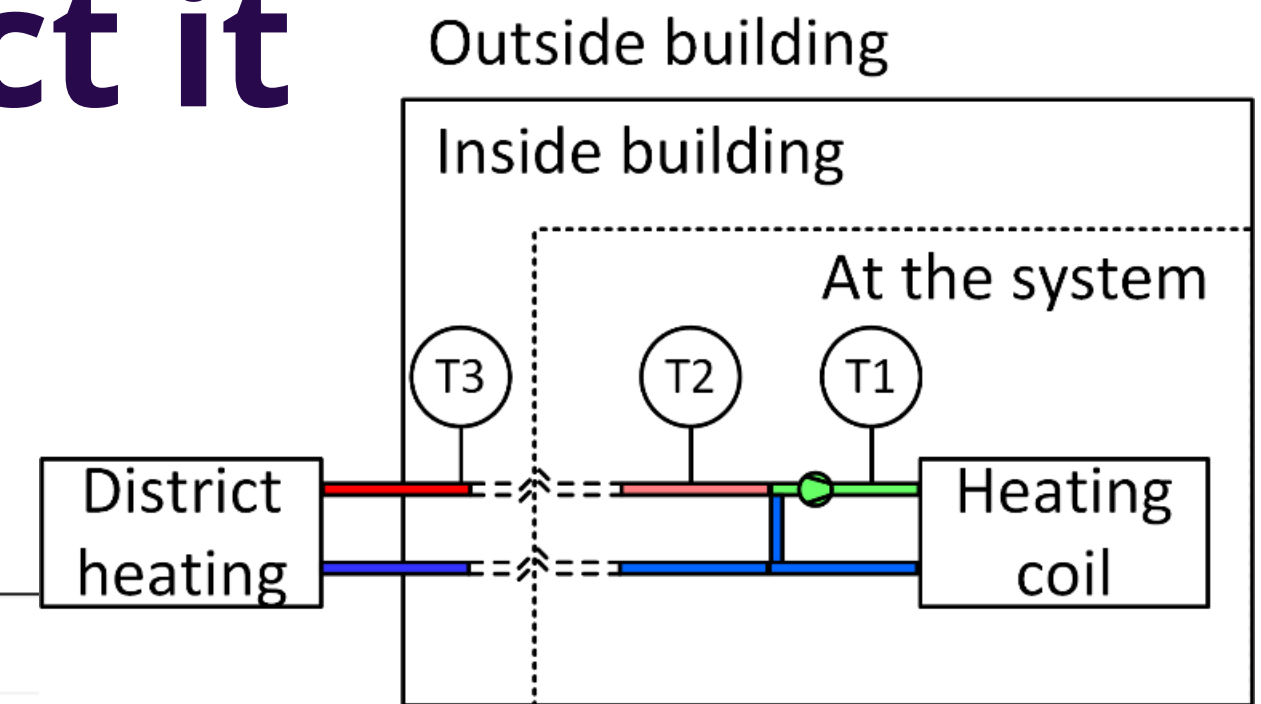 ct it
Outside building
Inside building
At the system
T3
T2
T1
District
heating
Heating
coil